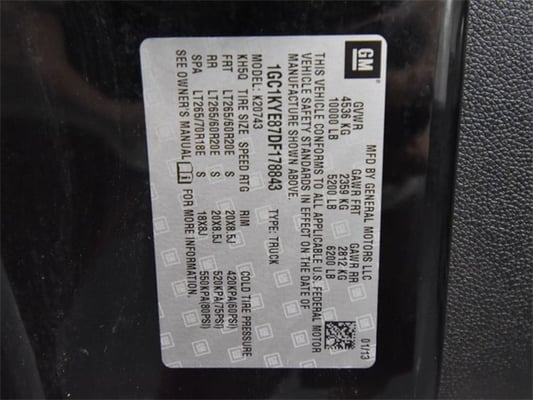 GM
MFD BY GENERAL MOTORS LLC
01/13
GVWR GAWR FRT GAWR RR
4536 KG 2359 KG 2812 KG
10000 LB 5200 LB 6200 LB
THIS VEHICLE CONFORMS TO ALL APPLICABLE U.S. FEDERAL MOTOR
VEHICLE SAFETY STANDARDS IN EFFECT ON THE DATE OF
MANUFACTURE SHOWN ABOVE.
1GC1KYE87DF178843 TYPE: TRUCK
MODEL: K20743
KH5Q TIRE SIZE SPEED RTG RIM COLD TIRE PRESSURE
FRT LT265/60R20E S 20X8.5J 420KPA(60PSI)
RR LT265/60R20E S 20X8.5J 520KPA(75PSI)
SPA LT265/70R18E S 18X8J 550KPA(80PSI)
SEE OWNER'S MANUAL FOR MORE INFORMATION.